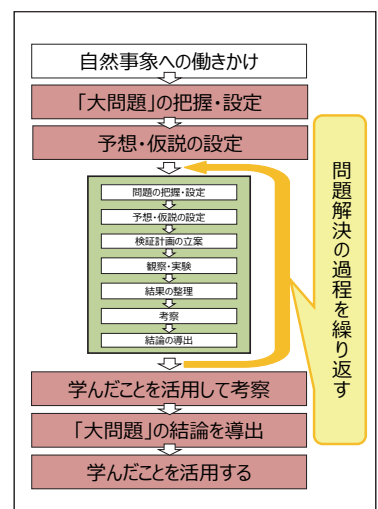 自然事象への働きかけ
「大問題」の把握・設定
予想・仮説の設定
問題の把握・設定
予想・仮説の設定
検証計画の立案
観察・実験
結果の整理
考察
結論の導出
学んだことを活用して考察
「大問題」の結論を導出
学んだことを活用する
問題解決の過程を繰り返す